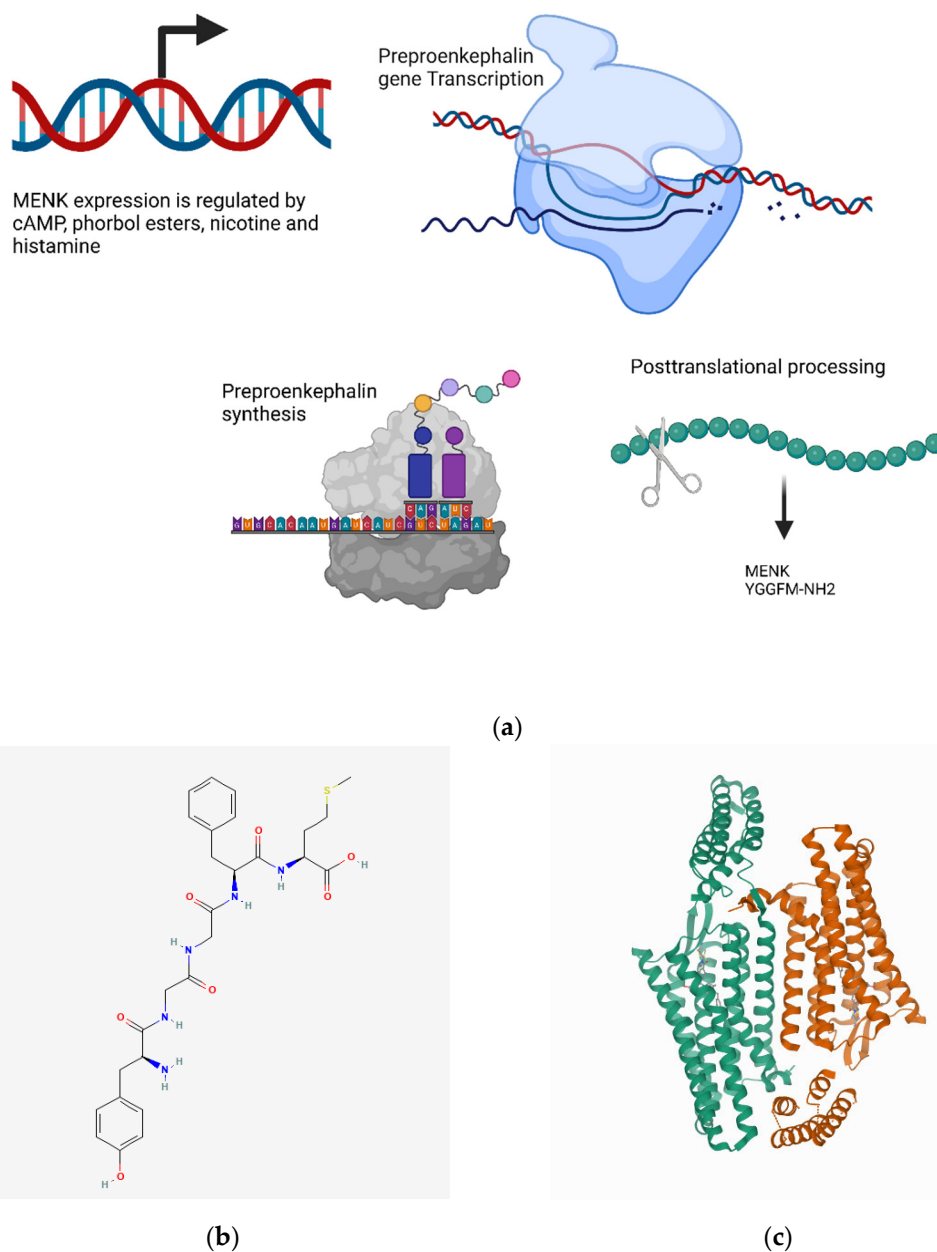 Preproenkephalin
gene Transcription
MENK expression is regulated by
cAMP, phorbol esters, nicotine and
histamine
Preproenkephalin
synthesis
C A G A U C
G U G C A C A A U G A U C A U C G U C U A G A U
Posttranslational processing
MENK
YGGFM-NH2
(a)
S
O
O
H
N
H
O
O
N
H
O
H
N
O
N
H
O
N
H
H
O
H
(b)
(c)